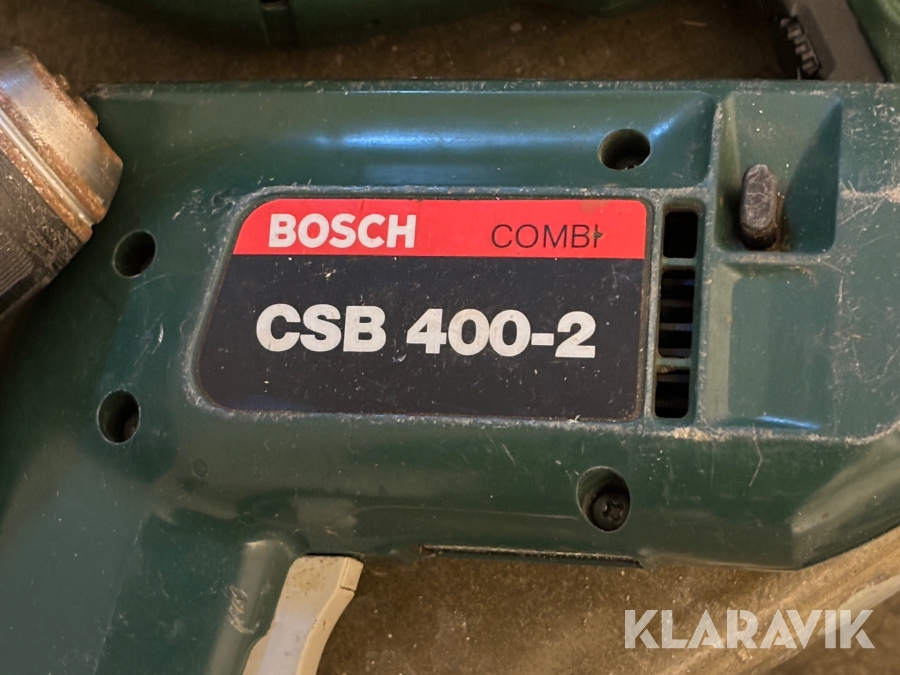 BOSCH COMBI
CSB 400-2
KLARAVIK